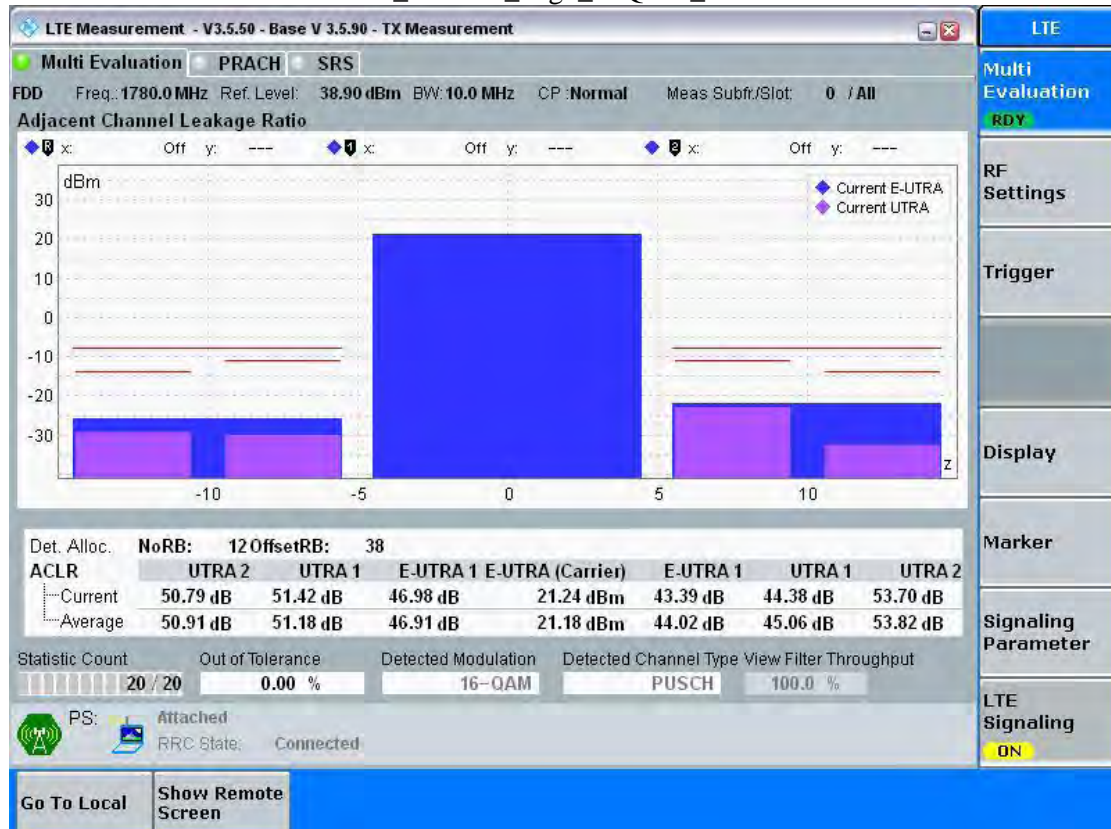 LTE Measurement - V3.5.50 - Base V 3.5.90 - TX Measurement
LTE
Multi Evaluation PRACH SRS
FDD Freq.: 1780.0 MHz Ref. Level: 38.90 dBm BW: 10.0 MHz CP :Normal Meas Subfr./Slot: 0 / All
Adjacent Channel Leakage Ratio
R x: Off y: --- 1 x: Off y: --- 2 x: Off y: ---
dBm
Current E-UTRA
Current UTRA
30
20
10
0
-10
-20
-30
z
-10 -5 0 5 10
Det. Alloc. NoRB: 12 OffsetRB: 38
ACLR UTRA 2 UTRA 1 E-UTRA 1 E-UTRA (Carrier) E-UTRA 1 UTRA 1 UTRA 2
Current 50.79 dB 51.42 dB 46.98 dB 21.24 dBm 43.39 dB 44.38 dB 53.70 dB
Average 50.91 dB 51.18 dB 46.91 dB 21.18 dBm 44.02 dB 45.06 dB 53.82 dB
Statistic Count Out of Tolerance Detected Modulation Detected Channel Type View Filter Throughput
20 / 20 0.00 % 16-QAM PUSCH 100.0 %
PS: Attached
RRC State: Connected
Go To Local
Show Remote
Screen
Multi
Evaluation
RDY
RF
Settings
Trigger
Display
Marker
Signaling
Parameter
LTE
Signaling
ON